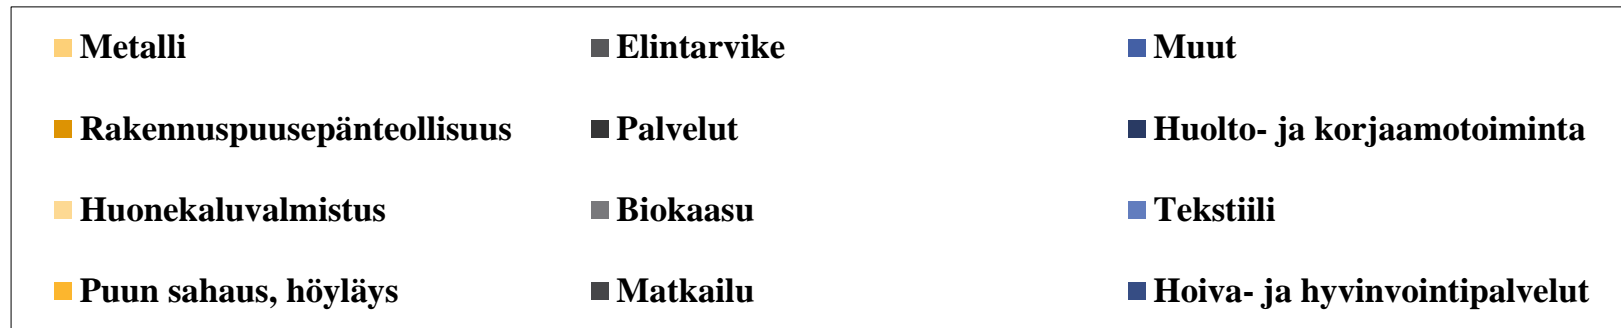 Metalli
Elintarvike
Muut
Rakennuspuusepänteollisuus
Palvelut
Huolto- ja korjaamotoiminta
Huonekaluvalmistus
Biokaasu
Tekstiili
Puun sahaus, höyläys
Matkailu
Hoiva- ja hyvinvointipalvelut